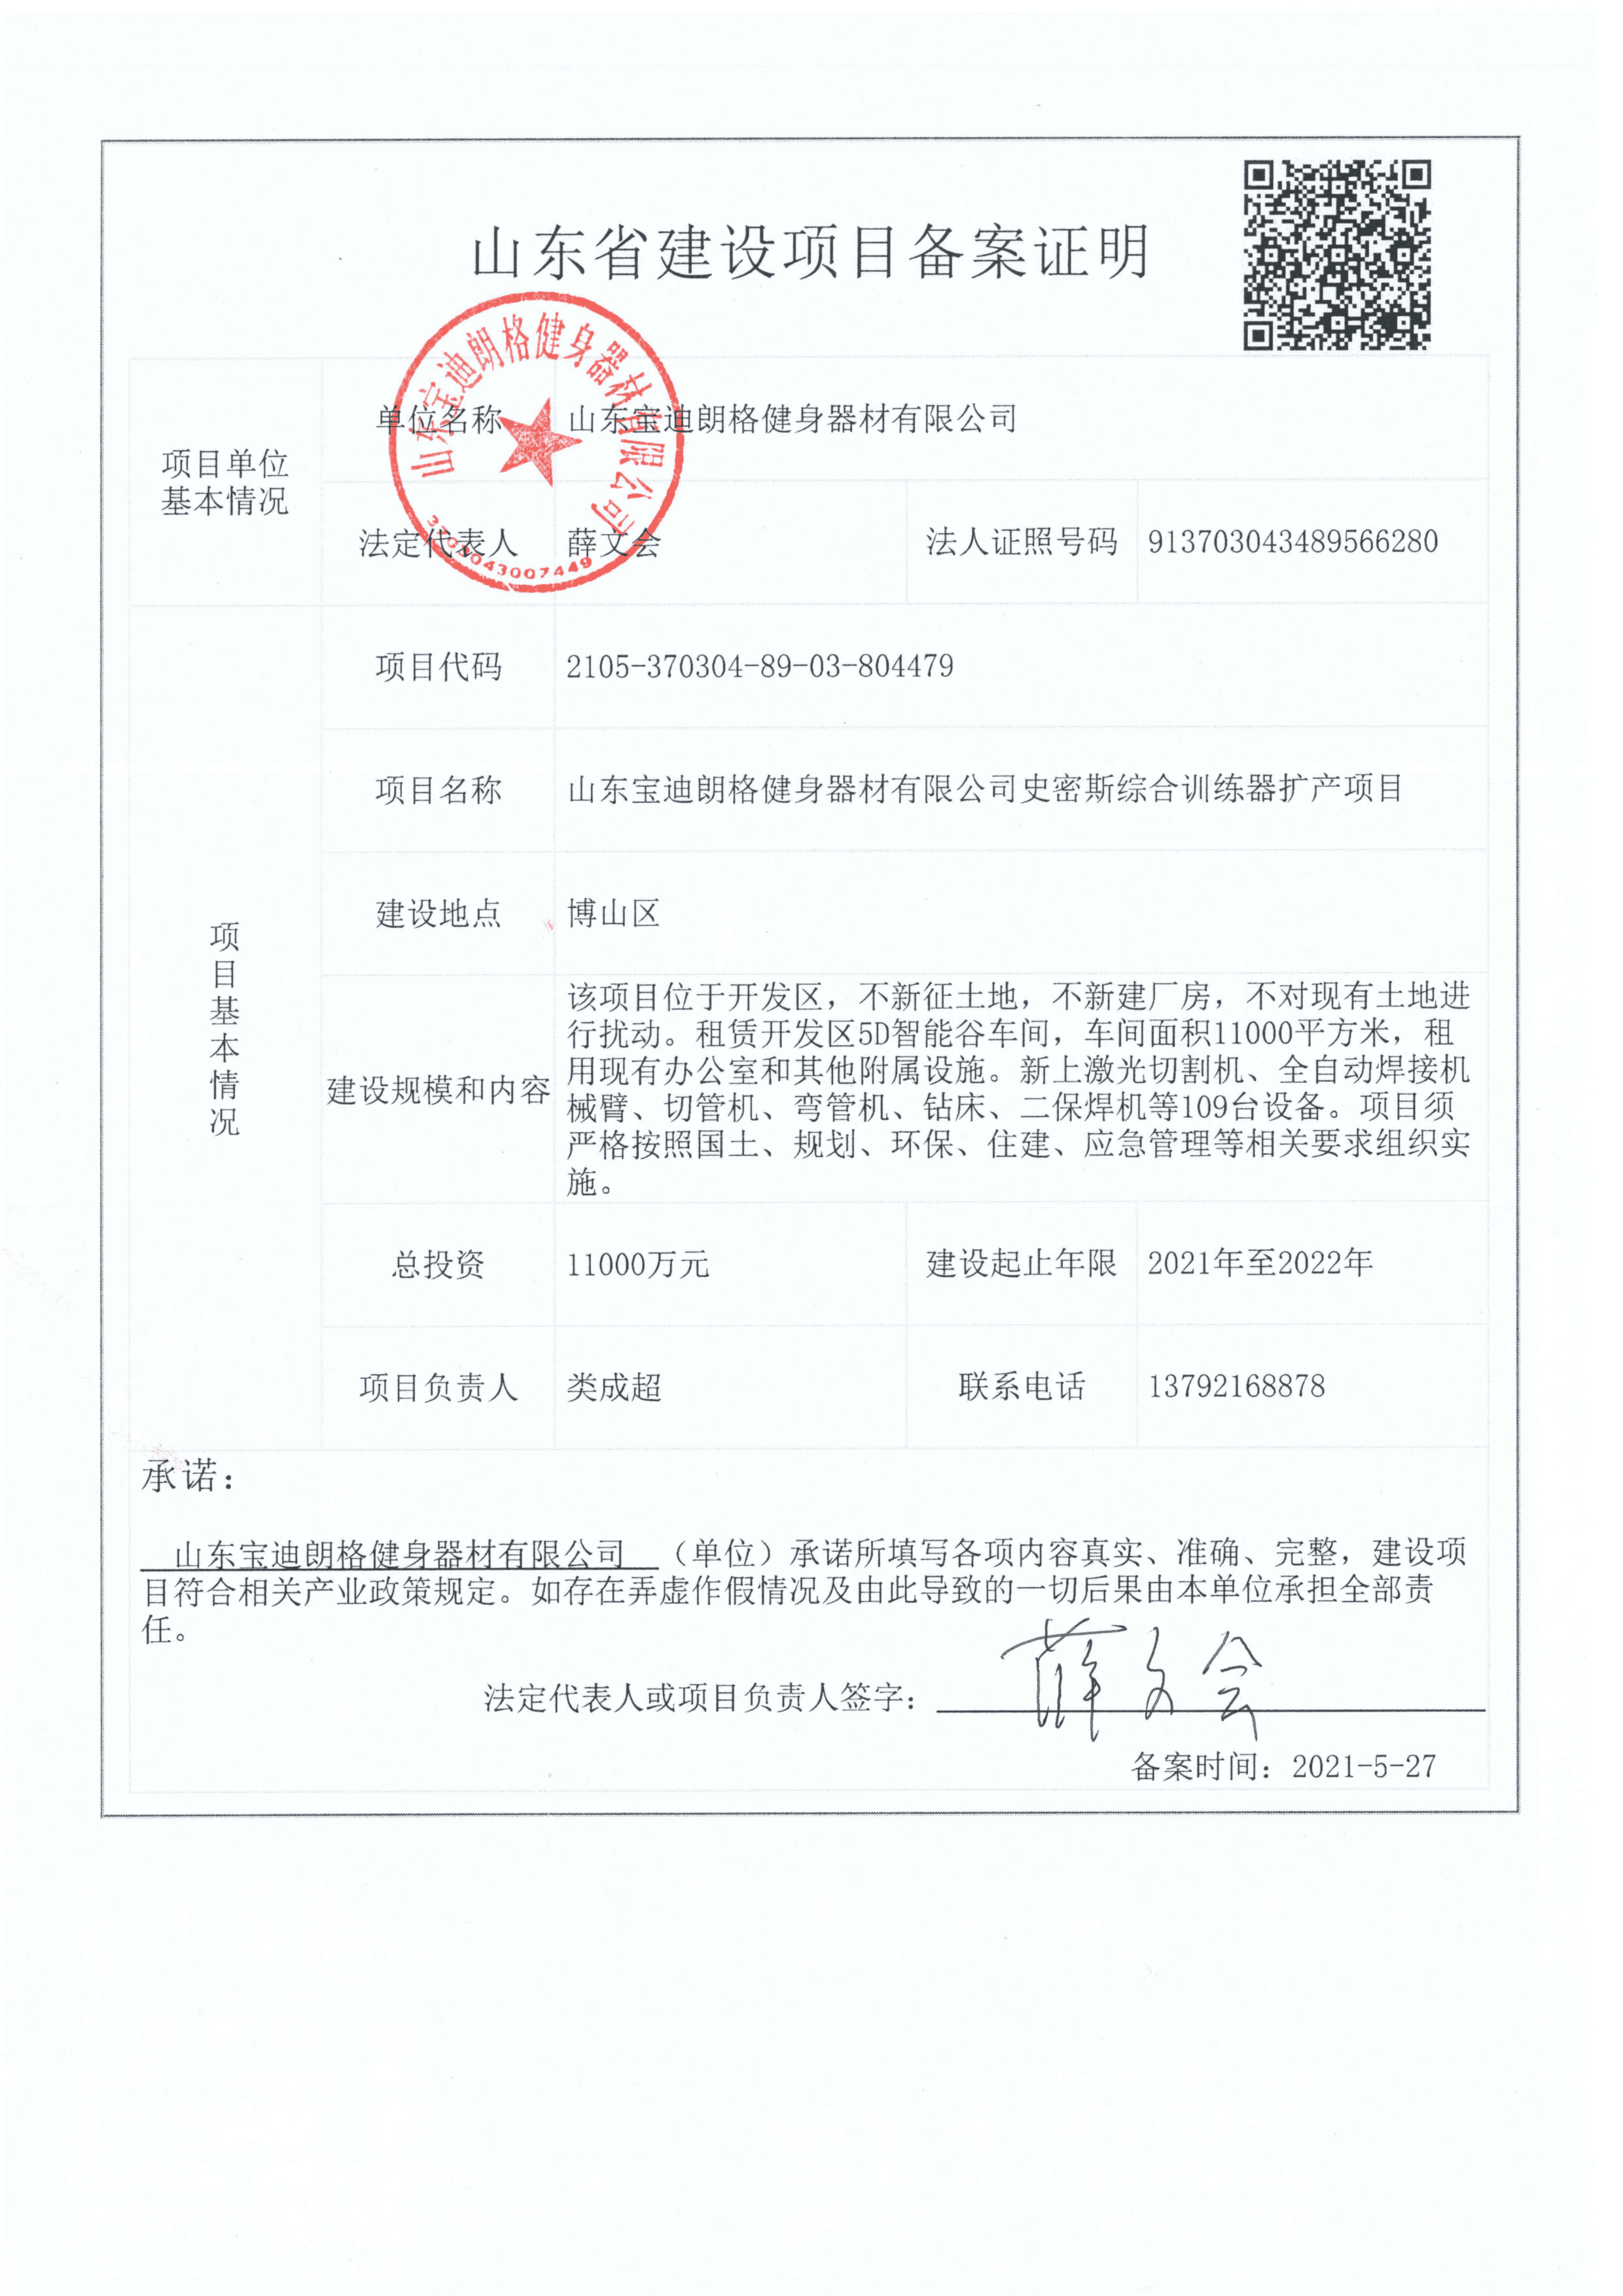 山东省建设项目备案证明
山东宝迪朗格健身器材有限公司
3703043007449
项目单位
基本情况
单位名称 山东宝迪朗格健身器材有限公司
法定代表人 薛文会 法人证照号码 913703043489566280
项目基本情况
项目代码 2105-370304-89-03-804479
项目名称 山东宝迪朗格健身器材有限公司史密斯综合训练器扩产项目
建设地点 博山区
建设规模和内容
该项目位于开发区，不新征土地，不新建厂房，不对现有土地进
行扰动。租赁开发区5D智能谷车间，车间面积11000平方米，租
用现有办公室和其他附属设施。新上激光切割机、全自动焊接机
械臂、切管机、弯管机、钻床、二保焊机等109台设备。项目须
严格按照国土、规划、环保、住建、应急管理等相关要求组织实
施。
总投资 11000万元 建设起止年限 2021年至2022年
项目负责人 类成超 联系电话 13792168878
承诺：
山东宝迪朗格健身器材有限公司 （单位）承诺所填写各项内容真实、准确、完整，建设项
目符合相关产业政策规定。如存在弄虚作假情况及由此导致的一切后果由本单位承担全部责
任。
法定代表人或项目负责人签字： 薛文会
备案时间：2021-5-27